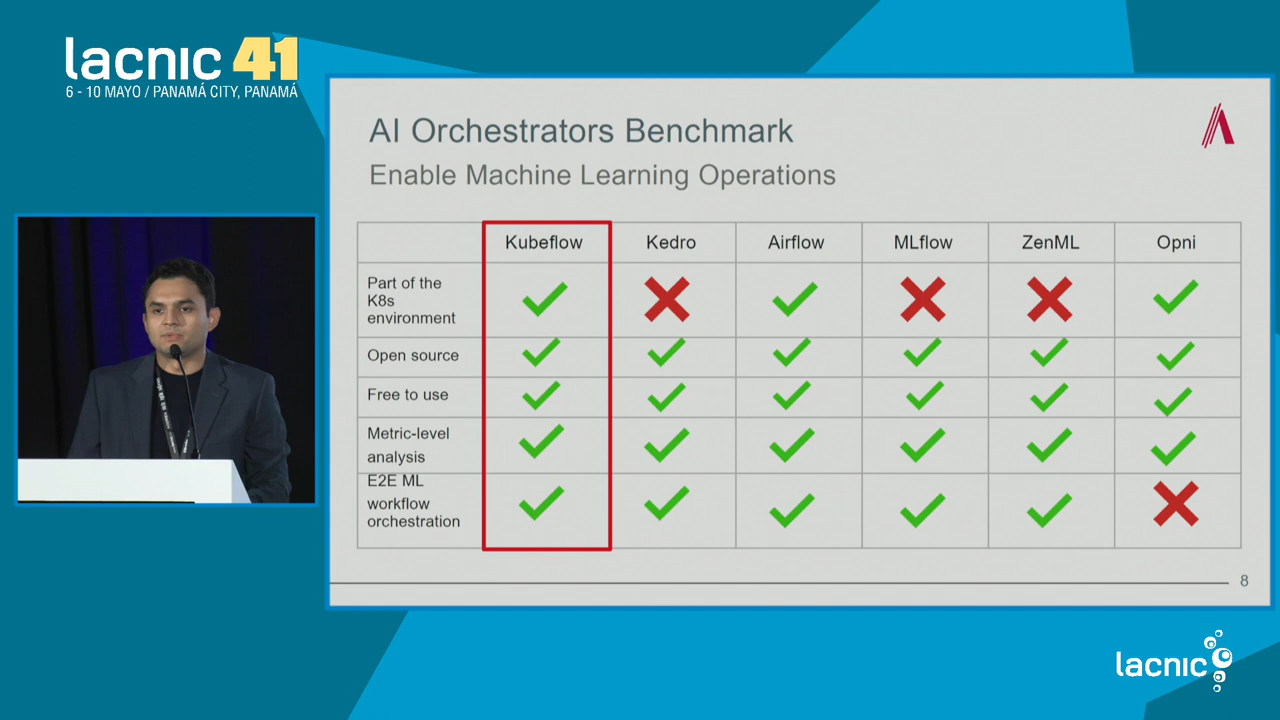 lacnic 41
6 - 10 MAYO / PANAMÁ CITY, PANAMÁ
AI Orchestrators Benchmark
Enable Machine Learning Operations
Kubeflow Kedro Airflow MLflow ZenML Opni
Part of the
K8s
environment
Open source
Free to use
Metric-level
analysis
E2E ML
workflow
orchestration
8
lacnic